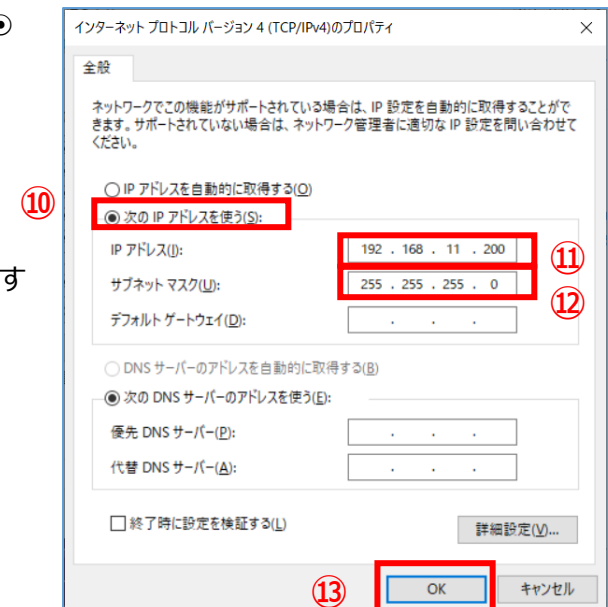 インターネット プロトコル バージョン 4 (TCP/IPv4)のプロパティ
全般
ネットワークでこの機能がサポートされている場合は、IP 設定を自動的に取得することがで
きます。サポートされていない場合は、ネットワーク管理者に適切な IP 設定を問い合わせて
ください。
IP アドレスを自動的に取得する(O)
⑩
次の IP アドレスを使う(S):
IP アドレス(I): 192 . 168 . 11 . 200
⑪
す
サブネット マスク(U): 255 . 255 . 255 . 0
⑫
デフォルト ゲートウェイ(D): . . .
DNS サーバーのアドレスを自動的に取得する(B)
次の DNS サーバーのアドレスを使う(E):
優先 DNS サーバー(P): . . .
代替 DNS サーバー(A): . . .
終了時に設定を検証する(L)
詳細設定(V)...
⑬
OK
キャンセル